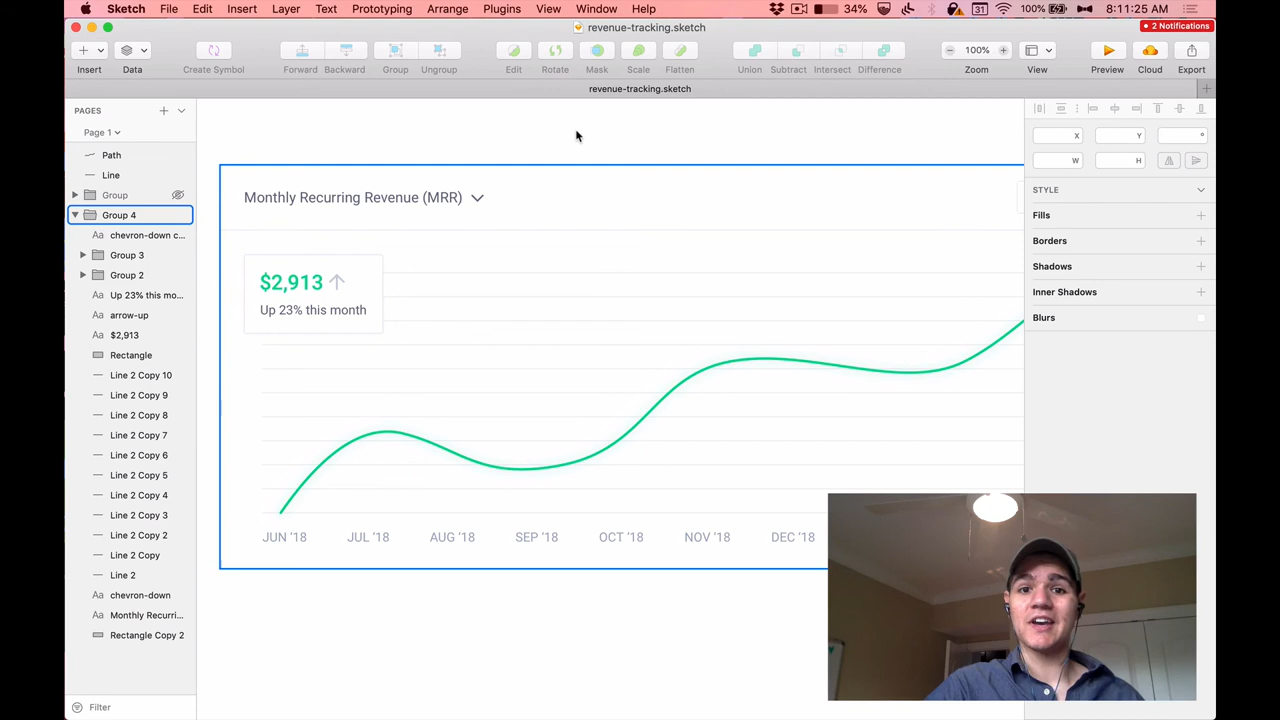 Sketch File Edit Insert Layer Text Prototyping Arrange Plugins View Window Help 34% 31 100% 8:11:25 AM
revenue-tracking.sketch
2 Notifications
100%
Insert Data Create Symbol Forward Backward Group Ungroup Edit Rotate Mask Scale Flatten Union Subtract Intersect Difference Zoom View Preview Cloud Export
revenue-tracking.sketch
PAGES
Page 1
Path
Line
Group
Group 4
Aa chevron-down c...
Group 3
Group 2
Aa Up 23% this mo...
Aa arrow-up
Aa $2,913
Rectangle
Line 2 Copy 10
Line 2 Copy 9
Line 2 Copy 8
Line 2 Copy 7
Line 2 Copy 6
Line 2 Copy 5
Line 2 Copy 4
Line 2 Copy 3
Line 2 Copy 2
Line 2 Copy
Line 2
Aa chevron-down
Aa Monthly Recurri...
Rectangle Copy 2
Filter
Monthly Recurring Revenue (MRR)
$2,913
Up 23% this month
JUN ‘18 JUL ‘18 AUG ‘18 SEP ‘18 OCT ‘18 NOV ‘18 DEC ‘18
X Y °
W H
STYLE
Fills
Borders
Shadows
Inner Shadows
Blurs